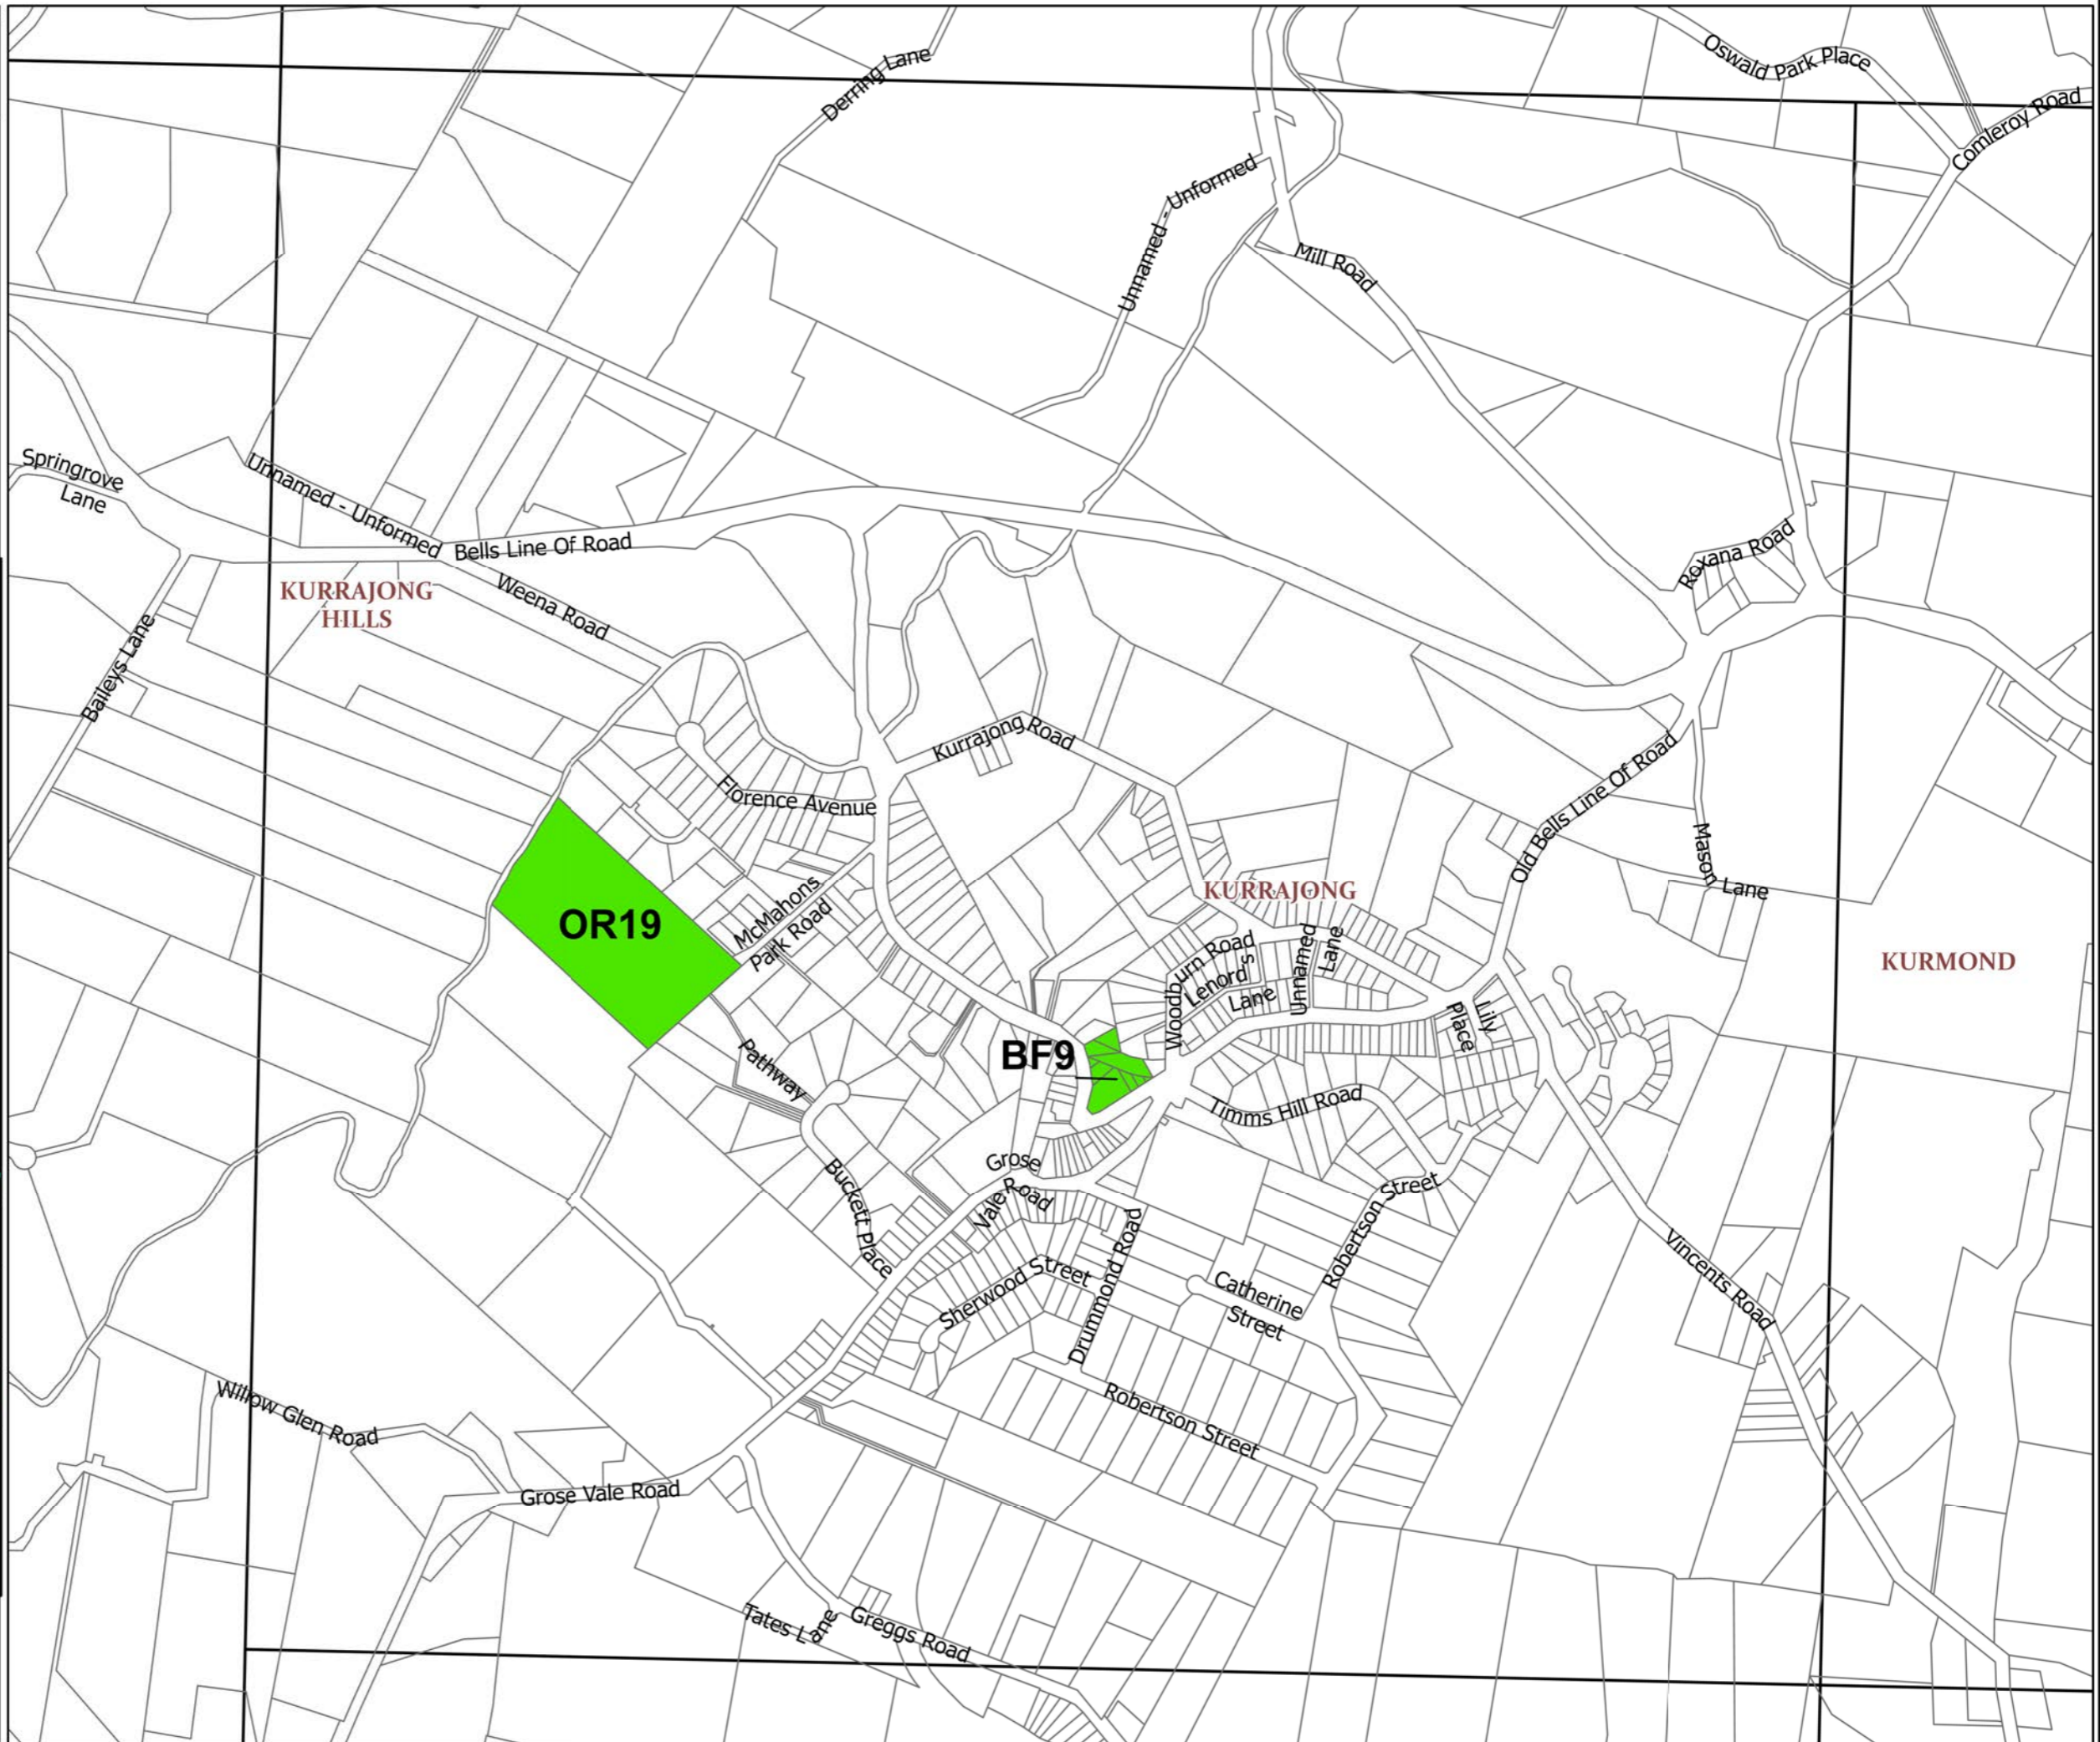 Oswald Park Place
Derring Lane
Comleroy Road
Unnamed - Unformed
Mill Road
Springrove
Lane
Unnamed - Unformed
Bells Line Of Road
Roxana Road
KURRAJONG
HILLS
Weena Road
Baileys Lane
Kurrajong Road
Old Bells Line Of Road
Florence Avenue
Mason Lane
KURRAJONG
OR19
McMahons
Park Road
Woodburn Road
Lenord's
Lane
Unnamed
Lane
KURMOND
Lily
Place
BF9
Pathway
Timms Hill Road
Grose
Vale Road
Buckett Place
Robertson Street
Drummond Road
Sherwood Street
Catherine
Street
Vincents Road
Robertson Street
Willow Glen Road
Grose Vale Road
Tates Lane
Greggs Road